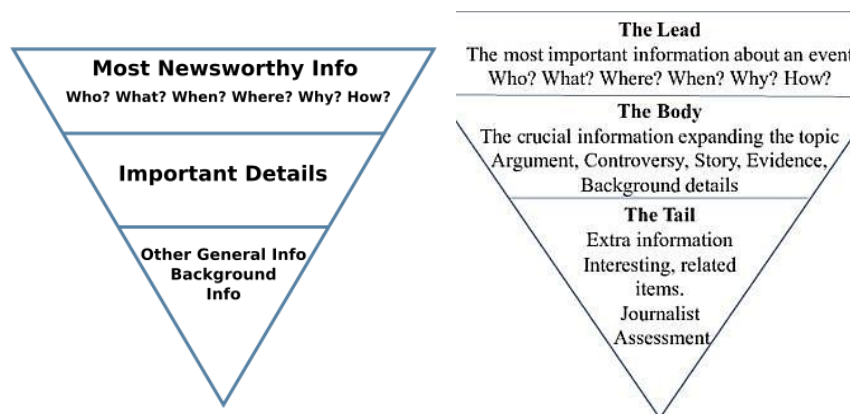 Most Newsworthy Info
Who? What? When? Where? Why? How?
Important Details
Other General Info
Background
Info
The Lead
The most important information about an event
Who? What? Where? When? Why? How?
The Body
The crucial information expanding the topic
Argument, Controversy, Story, Evidence,
Background details
The Tail
Extra information
Interesting, related
items.
Journalist
Assessment